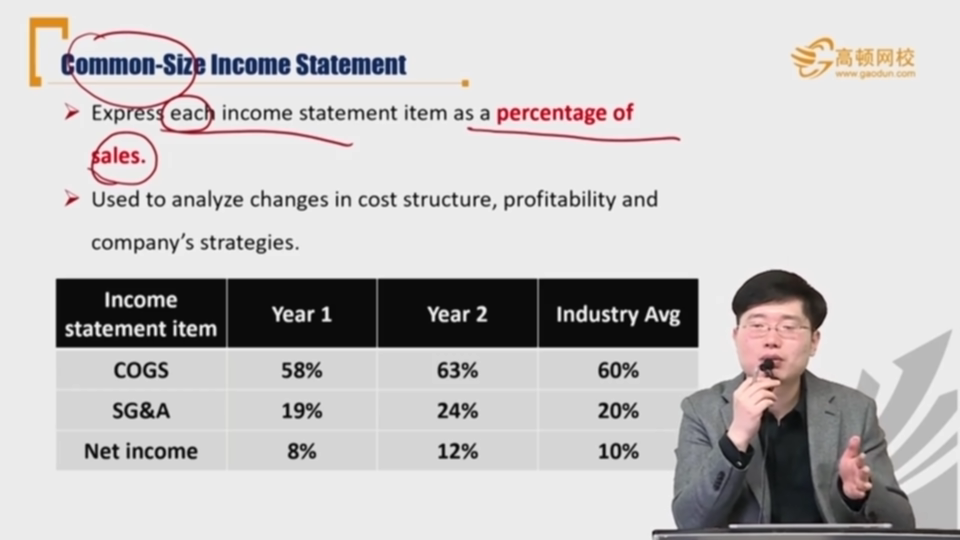 Common-Size Income Statement
高顿网校
www.gaodun.com
Express each income statement item as a percentage of
sales.
Used to analyze changes in cost structure, profitability and
company's strategies.
Income statement item Year 1 Year 2 Industry Avg
COGS 58% 63% 60%
SG&A 19% 24% 20%
Net income 8% 12% 10%